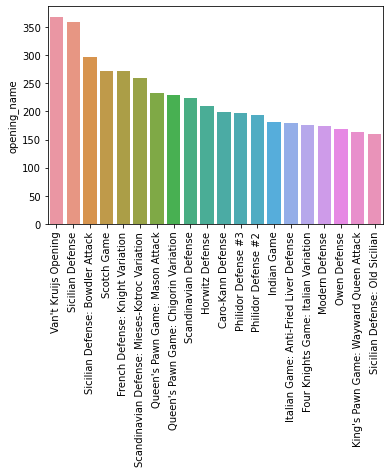 350
300
250
200
150
100
50
0
opening_name
Van't Kruijs Opening
Sicilian Defense
Sicilian Defense: Bowdler Attack
Scotch Game
French Defense: Knight Variation
Scandinavian Defense: Mieses-Kotroc Variation
Queen's Pawn Game: Mason Attack
Queen's Pawn Game: Chigorin Variation
Scandinavian Defense
Horwitz Defense
Caro-Kann Defense
Philidor Defense #3
Philidor Defense #2
Indian Game
Italian Game: Anti-Fried Liver Defense
Four Knights Game: Italian Variation
Modern Defense
Owen Defense
King's Pawn Game: Wayward Queen Attack
Sicilian Defense: Old Sicilian